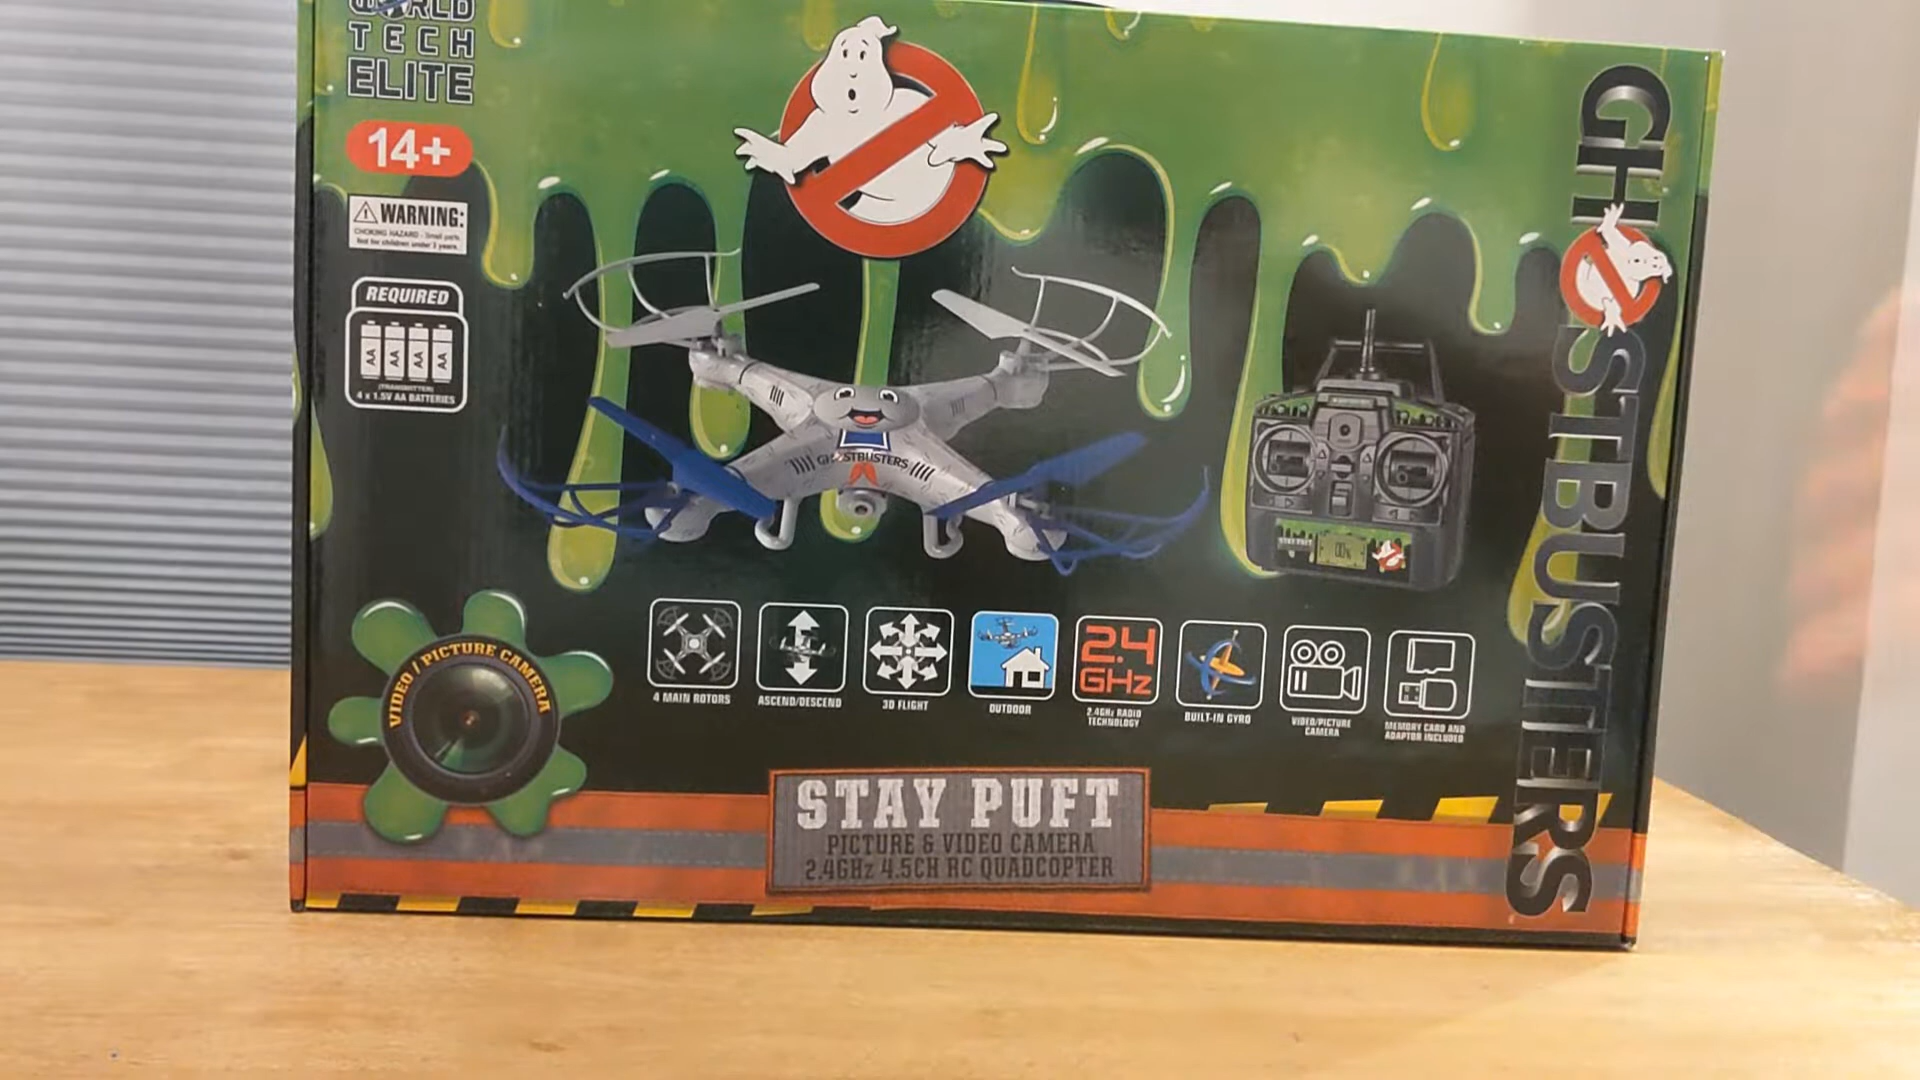 WORLD
TECH
ELITE
14+
WARNING:
CHOKING HAZARD - Small parts.
Not for children under 3 years.
REQUIRED
AA AA AA AA
(TRANSMITTER)
4 x 1.5V AA BATTERIES
GHOSTBUSTERS
GHOSTBUSTERS
STAY PUFT
VIDEO / PICTURE CAMERA
4 MAIN ROTORS
ASCEND/DESCEND
3D FLIGHT
OUTDOOR
2.4
GHz
2.4GHz RADIO
TECHNOLOGY
BUILT-IN GYRO
VIDEO/PICTURE
CAMERA
MEMORY CARD AND
ADAPTOR INCLUDED
STAY PUFT
PICTURE & VIDEO CAMERA
2.4GHz 4.5CH RC QUADCOPTER